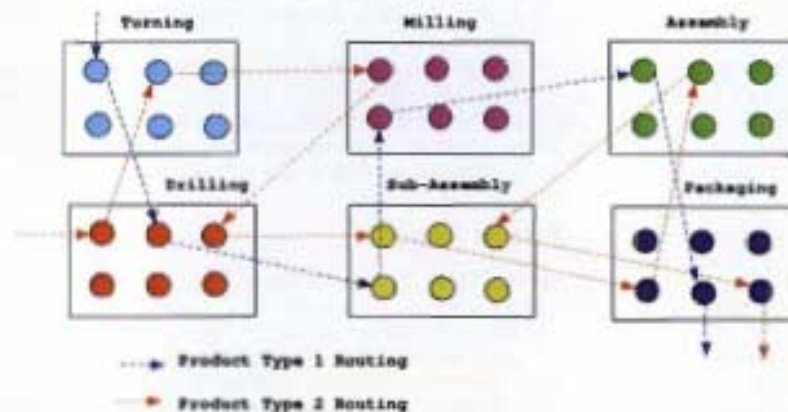 Turning
Milling
Assembly
Drilling
Sub-Assembly
Packaging
Product Type 1 Routing
Product Type 2 Routing